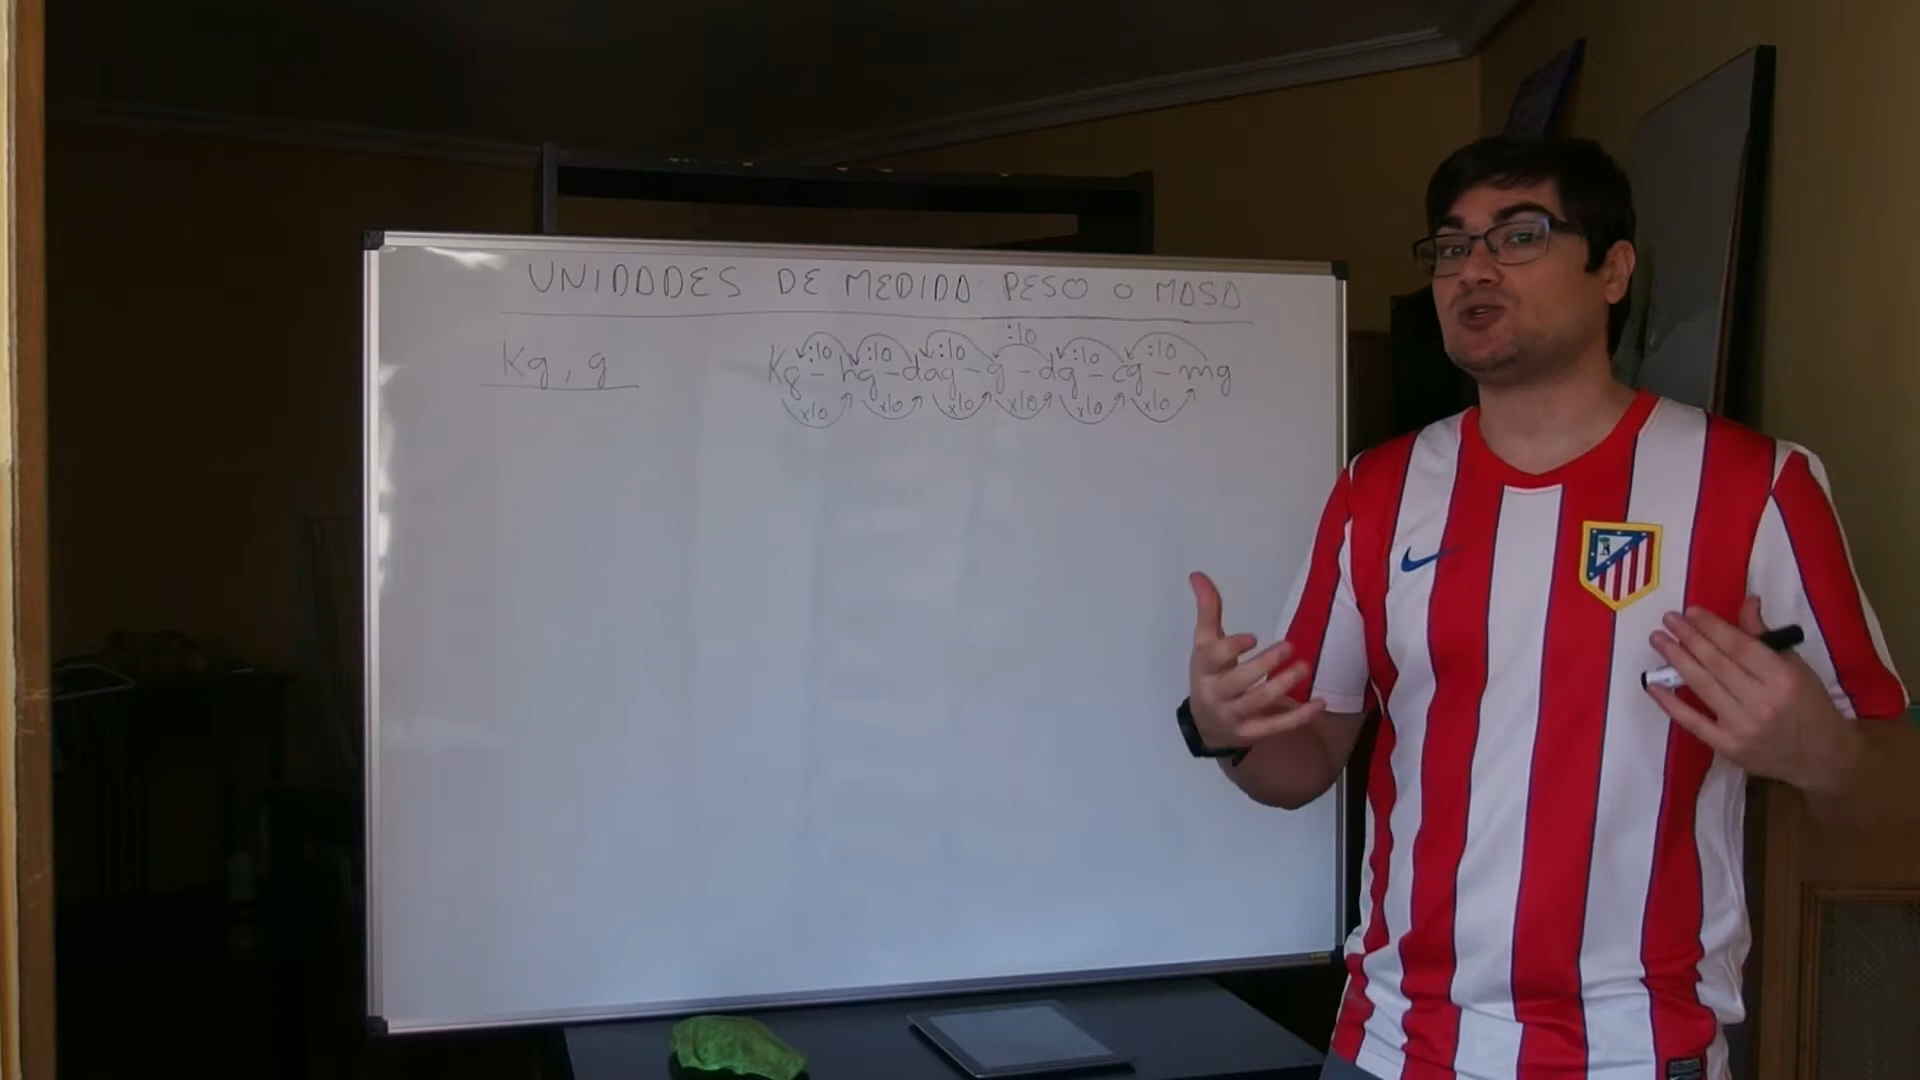 UNIDADES DE MEDIDA PESO O MASA
Kg, g
:10 :10 :10 :10 :10 :10
Kg - hg - dag - g - dg - cg - mg
x10 x10 x10 x10 x10 x10